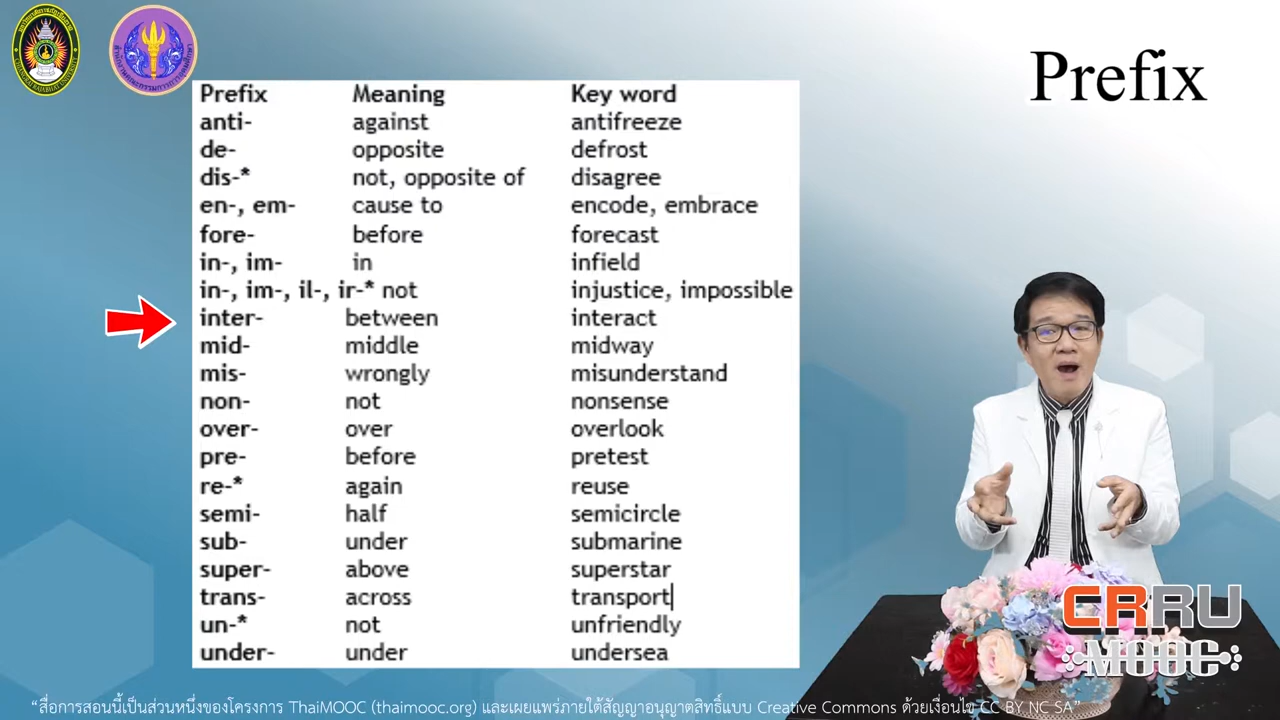 Prefix
Prefix Meaning Key word
anti- against antifreeze
de- opposite defrost
dis-* not, opposite of disagree
en-, em- cause to encode, embrace
fore- before forecast
in-, im- in infield
in-, im-, il-, ir-* not injustice, impossible
inter- between interact
mid- middle midway
mis- wrongly misunderstand
non- not nonsense
over- over overlook
pre- before pretest
re-* again reuse
semi- half semicircle
sub- under submarine
super- above superstar
trans- across transport
un-* not unfriendly
under- under undersea
CRRU
MOOC
“สื่อการสอนนี้เป็นส่วนหนึ่งของโครงการ ThaiMOOC (thaimooc.org) และเผยแพร่ภายใต้สัญญาอนุญาตสิทธิ์แบบ Creative Commons ด้วยเงื่อนไข CC BY NC SA”